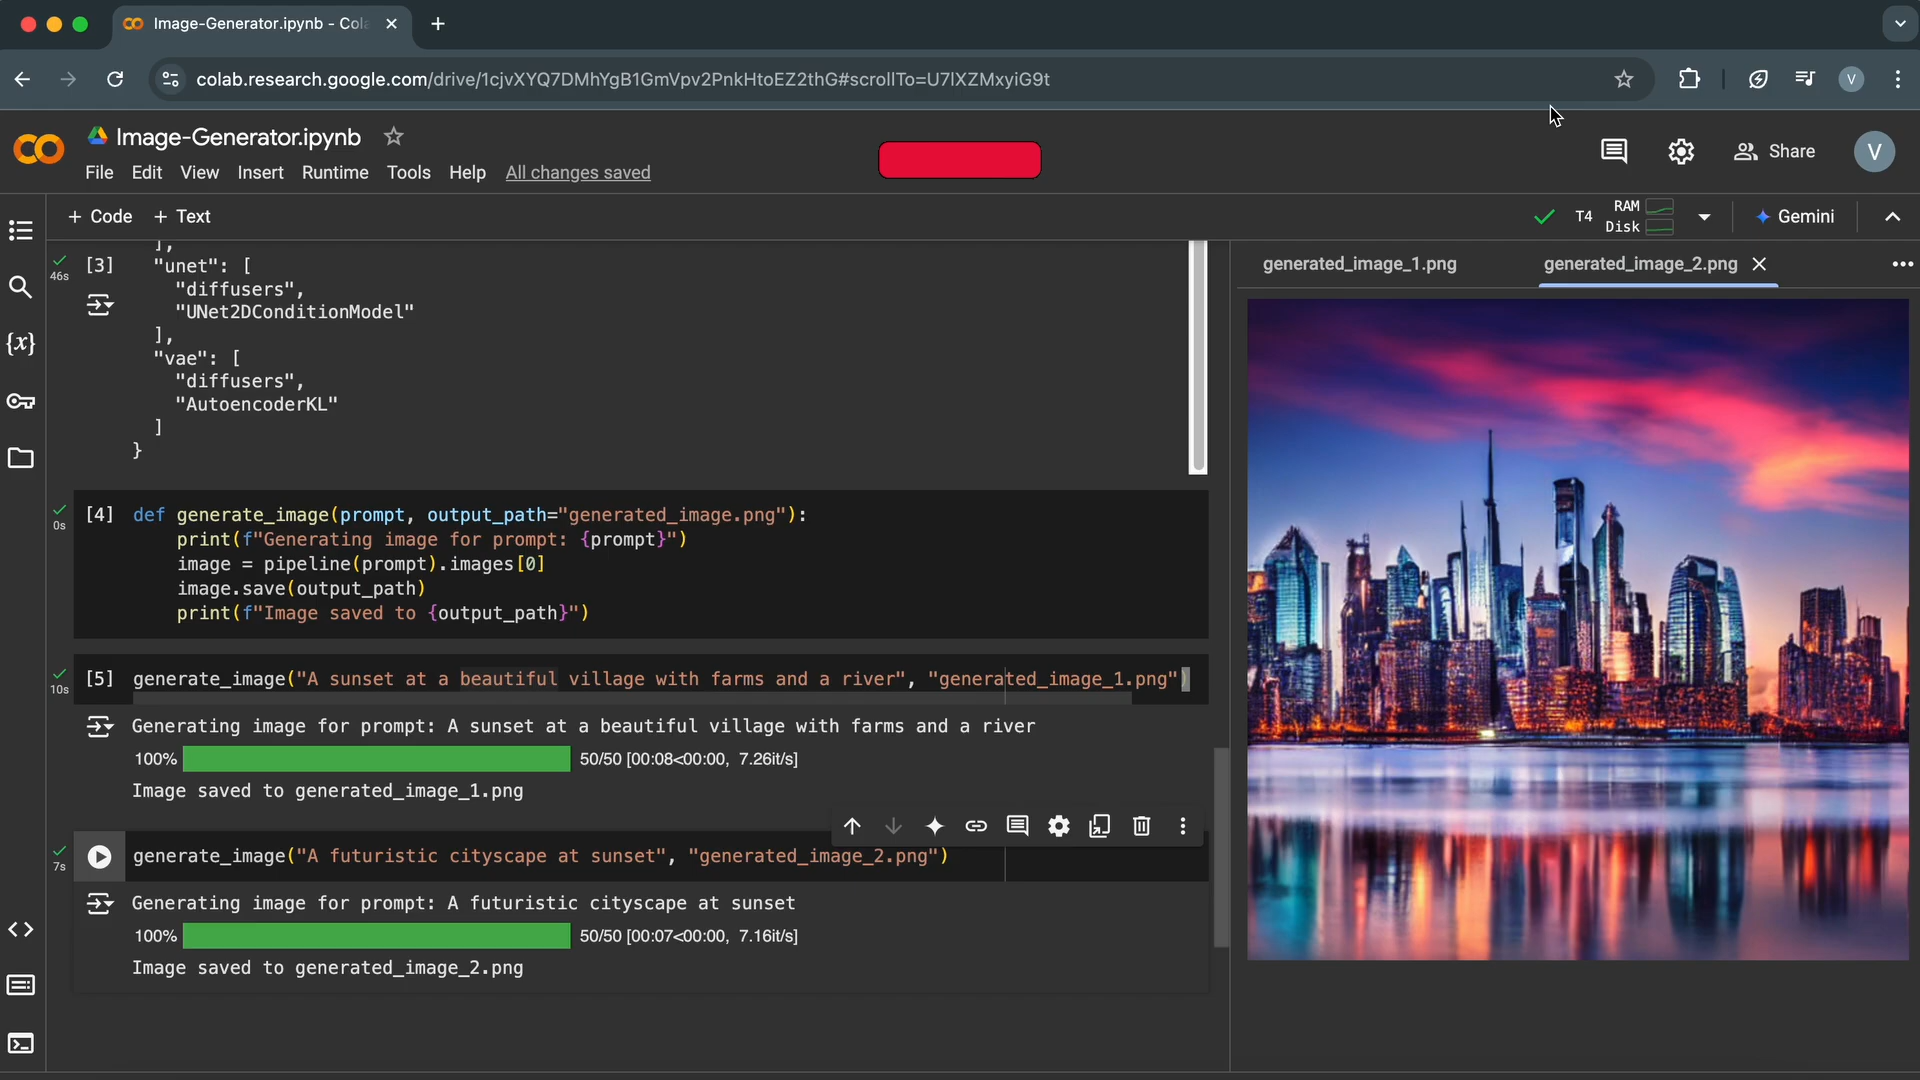 Image-Generator.ipynb - Col
colab.research.google.com/drive/1cjvXYQ7DMhYgB1GmVpv2PnkHtoEZ2thG#scrollTo=U7lXZMxyiG9t
V
Image-Generator.ipynb
File Edit View Insert Runtime Tools Help All changes saved
Share
V
+ Code + Text
T4 RAM
Disk
Gemini
generated_image_1.png generated_image_2.png
],
46s [3] "unet": [
"diffusers",
"UNet2DConditionModel"
],
"vae": [
"diffusers",
"AutoencoderKL"
]
}
0s [4] def generate_image(prompt, output_path="generated_image.png"):
print(f"Generating image for prompt: {prompt}")
image = pipeline(prompt).images[0]
image.save(output_path)
print(f"Image saved to {output_path}")
10s [5] generate_image("A sunset at a beautiful village with farms and a river", "generated_image_1.png")
Generating image for prompt: A sunset at a beautiful village with farms and a river
100% 50/50 [00:08<00:00, 7.26it/s]
Image saved to generated_image_1.png
7s generate_image("A futuristic cityscape at sunset", "generated_image_2.png")
Generating image for prompt: A futuristic cityscape at sunset
100% 50/50 [00:07<00:00, 7.16it/s]
Image saved to generated_image_2.png